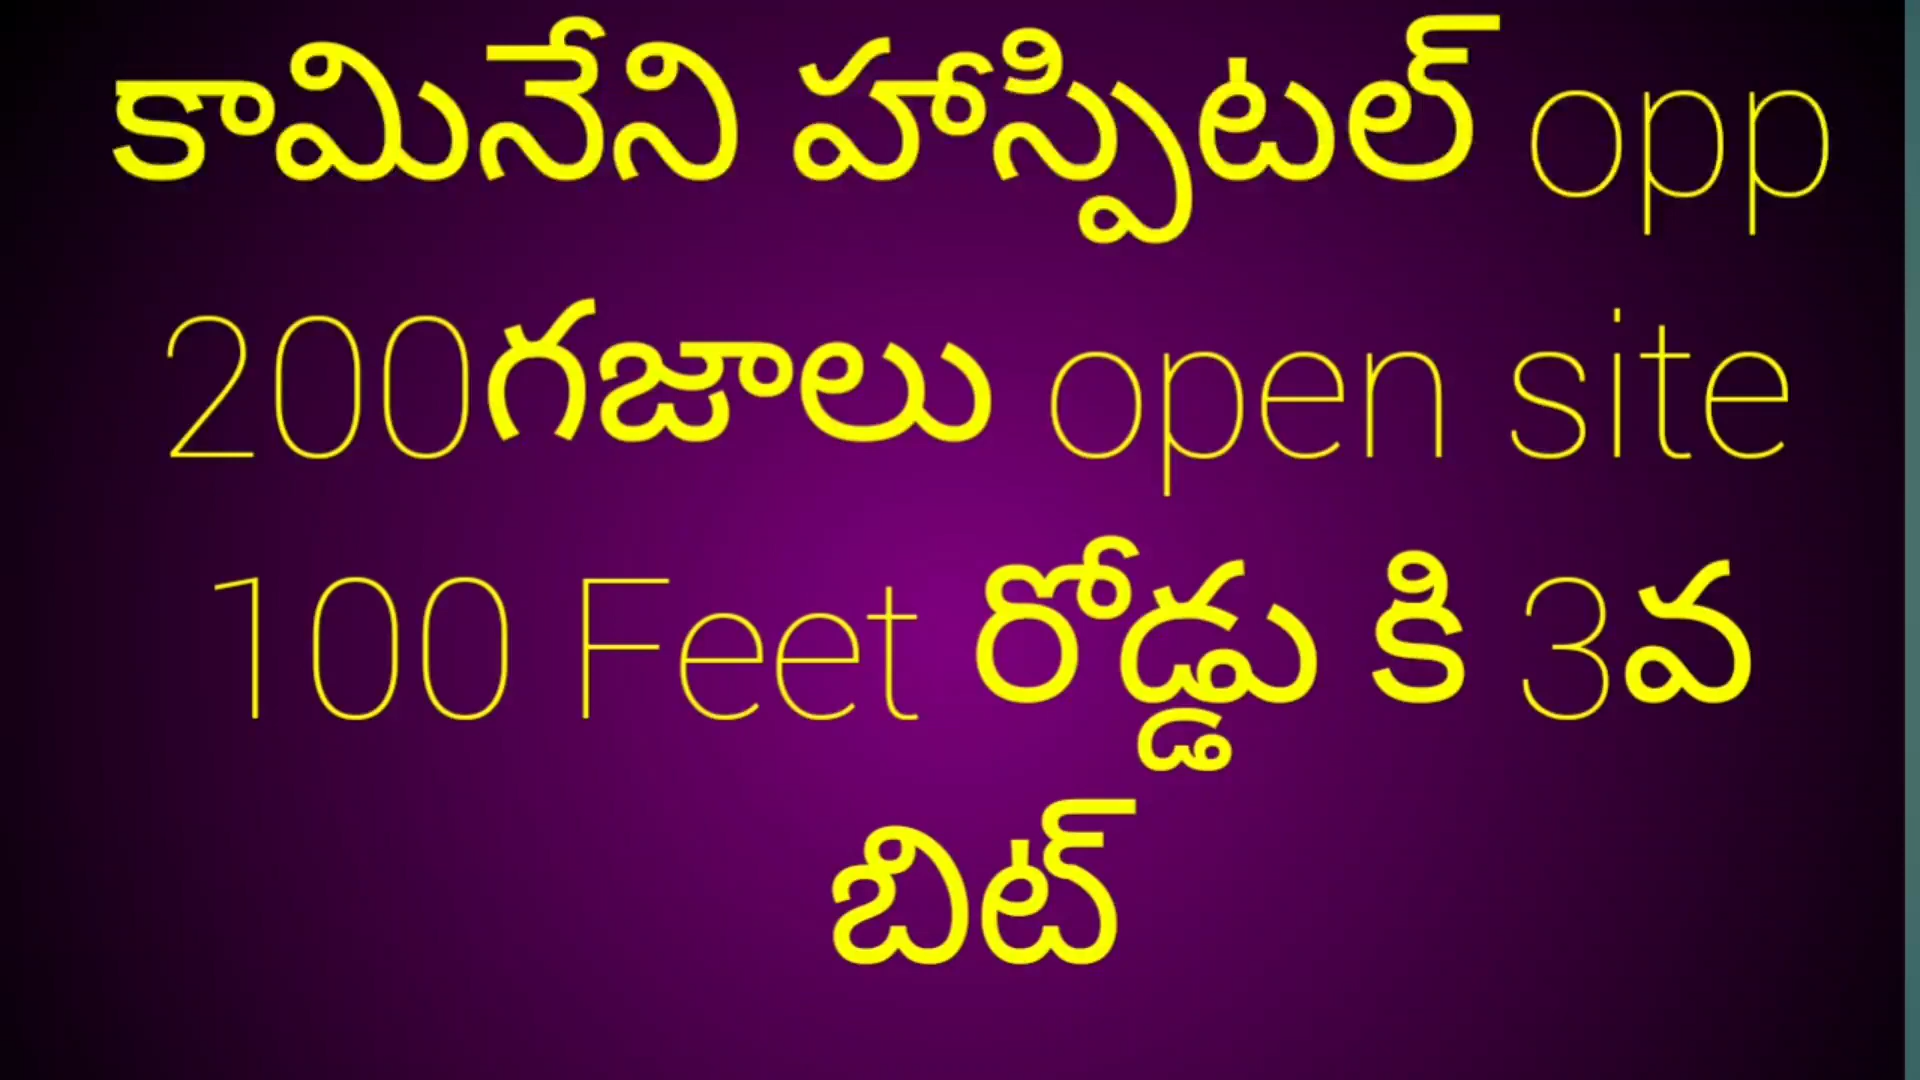 కామినేని హాస్పిటల్ opp
200గజాలు open site
100 Feet రోడ్డు కి 3వ
బిట్